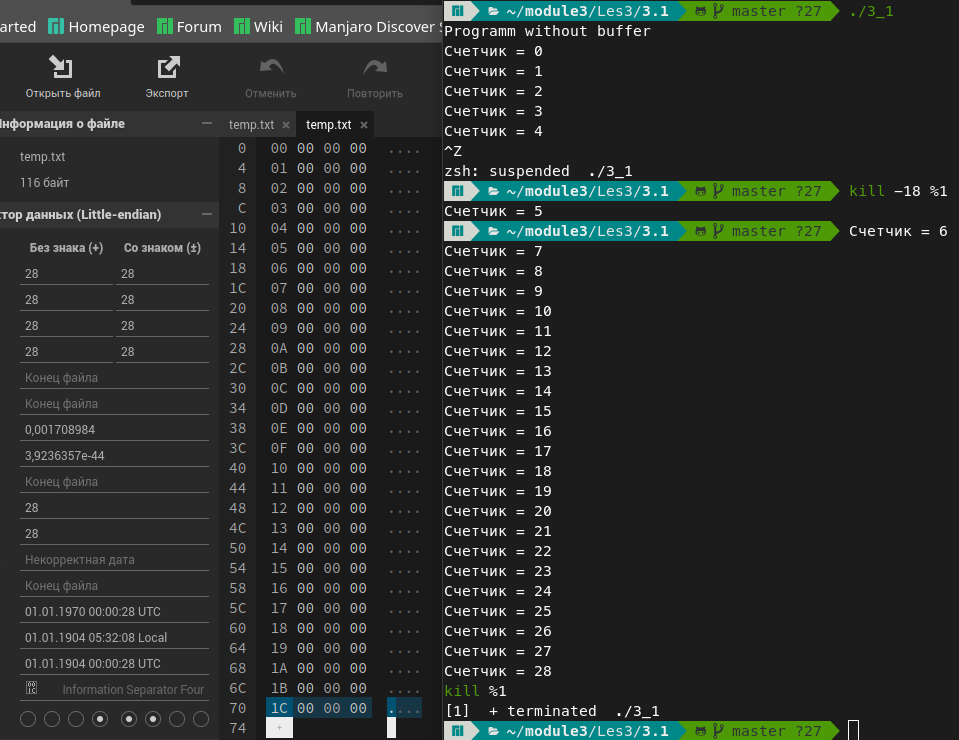 arted Homepage Forum Wiki Manjaro Discover S
Открыть файл Экспорт Отменить Повторить
Информация о файле
temp.txt
116 байт
ктор данных (Little-endian)
Без знака (+) Со знаком (±)
28 28
28 28
28 28
28 28
Конец файла
Конец файла
0,001708984
3,9236357e-44
Конец файла
28
28
Некорректная дата
Конец файла
01.01.1970 00:00:28 UTC
01.01.1904 05:32:08 Local
01.01.1904 00:00:28 UTC
Information Separator Four
temp.txt × temp.txt ×
0 00 00 00 00 ....
4 01 00 00 00 ....
8 02 00 00 00 ....
C 03 00 00 00 ....
10 04 00 00 00 ....
14 05 00 00 00 ....
18 06 00 00 00 ....
1C 07 00 00 00 ....
20 08 00 00 00 ....
24 09 00 00 00 ....
28 0A 00 00 00 ....
2C 0B 00 00 00 ....
30 0C 00 00 00 ....
34 0D 00 00 00 ....
38 0E 00 00 00 ....
3C 0F 00 00 00 ....
40 10 00 00 00 ....
44 11 00 00 00 ....
48 12 00 00 00 ....
4C 13 00 00 00 ....
50 14 00 00 00 ....
54 15 00 00 00 ....
58 16 00 00 00 ....
5C 17 00 00 00 ....
60 18 00 00 00 ....
64 19 00 00 00 ....
68 1A 00 00 00 ....
6C 1B 00 00 00 ....
70 1C 00 00 00 ....
74 +
~/module3/Les3/3.1 master ?27 ./3_1
Programm without buffer
Счетчик = 0
Счетчик = 1
Счетчик = 2
Счетчик = 3
Счетчик = 4
^Z
zsh: suspended ./3_1
~/module3/Les3/3.1 master ?27 kill -18 %1
Счетчик = 5
~/module3/Les3/3.1 master ?27 Счетчик = 6
Счетчик = 7
Счетчик = 8
Счетчик = 9
Счетчик = 10
Счетчик = 11
Счетчик = 12
Счетчик = 13
Счетчик = 14
Счетчик = 15
Счетчик = 16
Счетчик = 17
Счетчик = 18
Счетчик = 19
Счетчик = 20
Счетчик = 21
Счетчик = 22
Счетчик = 23
Счетчик = 24
Счетчик = 25
Счетчик = 26
Счетчик = 27
Счетчик = 28
kill %1
[1] + terminated ./3_1
~/module3/Les3/3.1 master ?27